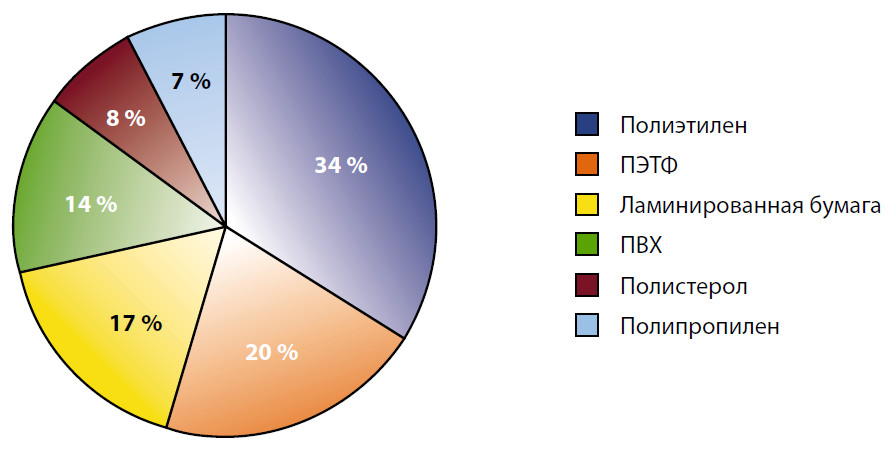 7 %
8 %
34 %
14 %
17 %
20 %
Полиэтилен
ПЭТФ
Ламинированная бумага
ПВХ
Полистерол
Полипропилен